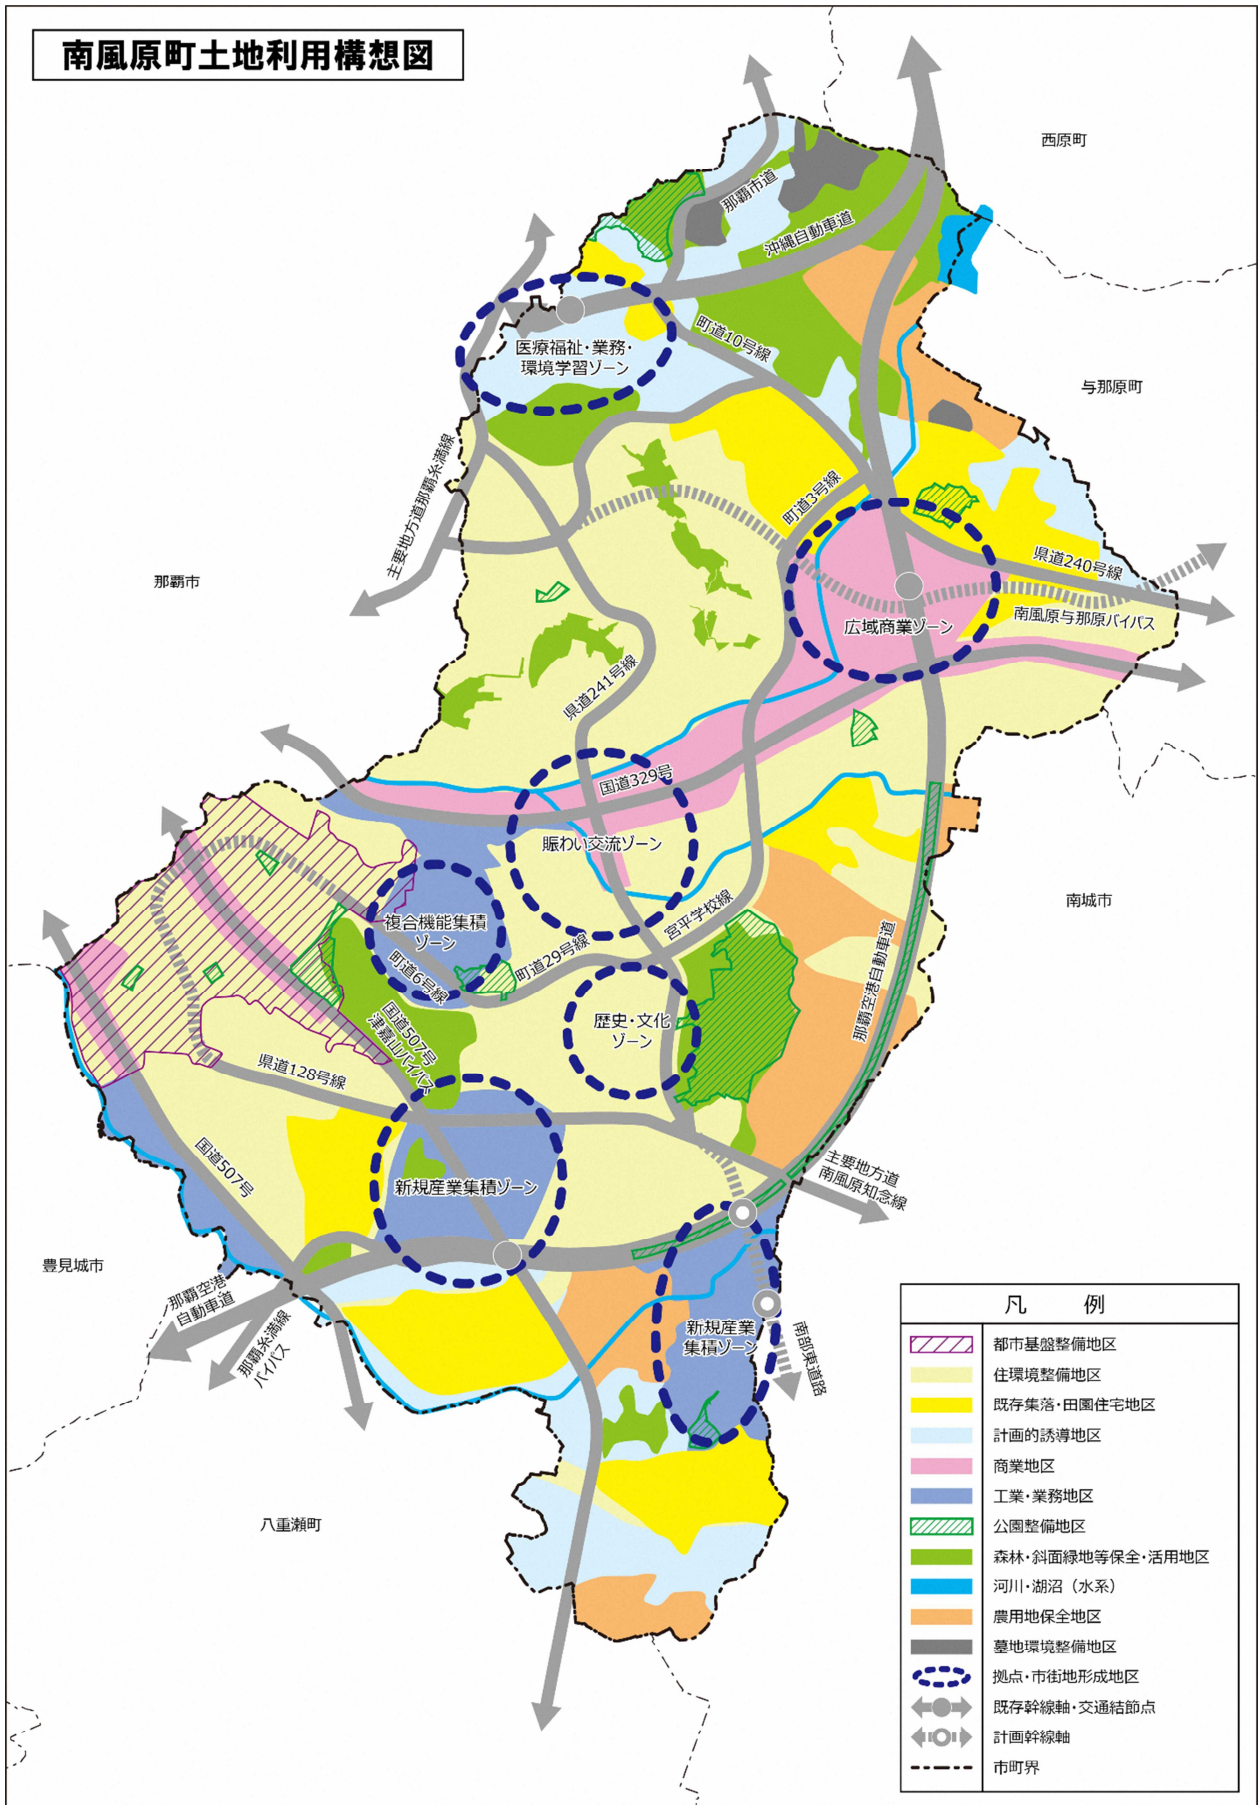 南風原町土地利用構想図
西原町
那覇市道
沖縄自動車道
町道10号線
医療福祉・業務・
環境学習ゾーン
与那原町
主要地方道那覇糸満線
町道3号線
県道240号線
那覇市
南風原与那原バイパス
広域商業ゾーン
県道241号線
国道329号
賑わい交流ゾーン
南城市
複合機能集積
ゾーン
宮平学校線
町道29号線
町道6号線
那覇空港自動車道
歴史・文化
ゾーン
国道507号
津嘉山バイパス
県道128号線
国道507号
主要地方道
南風原知念線
新規産業集積ゾーン
豊見城市
那覇空港
自動車道
那覇糸満線
バイパス
新規産業
集積ゾーン
南部東道路
八重瀬町
凡 例
都市基盤整備地区
住環境整備地区
既存集落・田園住宅地区
計画的誘導地区
商業地区
工業・業務地区
公園整備地区
森林・斜面緑地等保全・活用地区
河川・湖沼（水系）
農用地保全地区
墓地環境整備地区
拠点・市街地形成地区
既存幹線軸・交通結節点
計画幹線軸
市町界